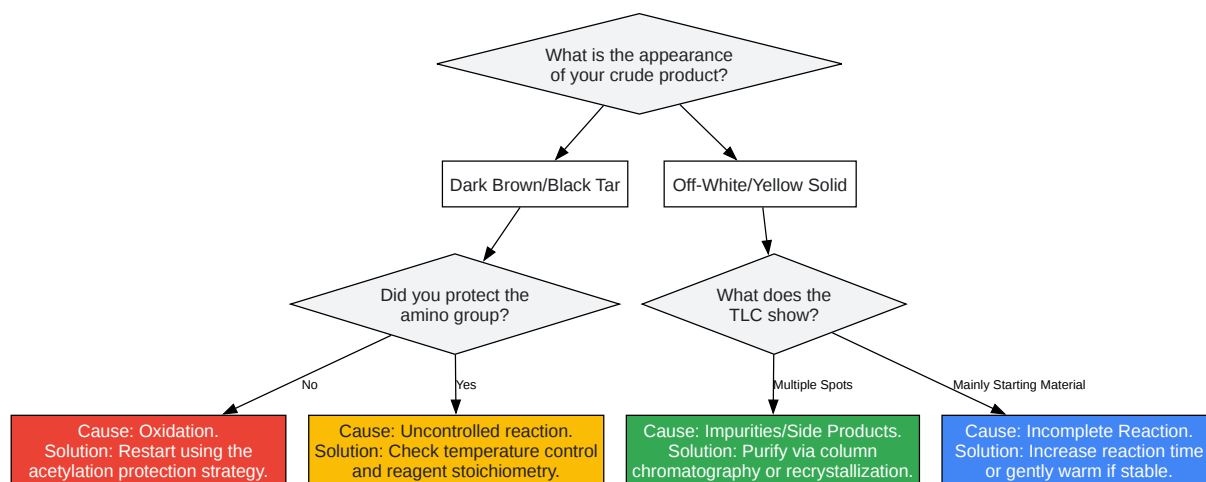 What is the appearance
of your crude product?
Dark Brown/Black Tar
Off-White/Yellow Solid
Did you protect the
amino group?
What does the
TLC show?
No
Yes
Multiple Spots
Mainly Starting Material
Cause: Oxidation.
Solution: Restart using the
acetylation protection strategy.
Cause: Uncontrolled reaction.
Solution: Check temperature control
and reagent stoichiometry.
Cause: Impurities/Side Products.
Solution: Purify via column
chromatography or recrystallization.
Cause: Incomplete Reaction.
Solution: Increase reaction time
or gently warm if stable.